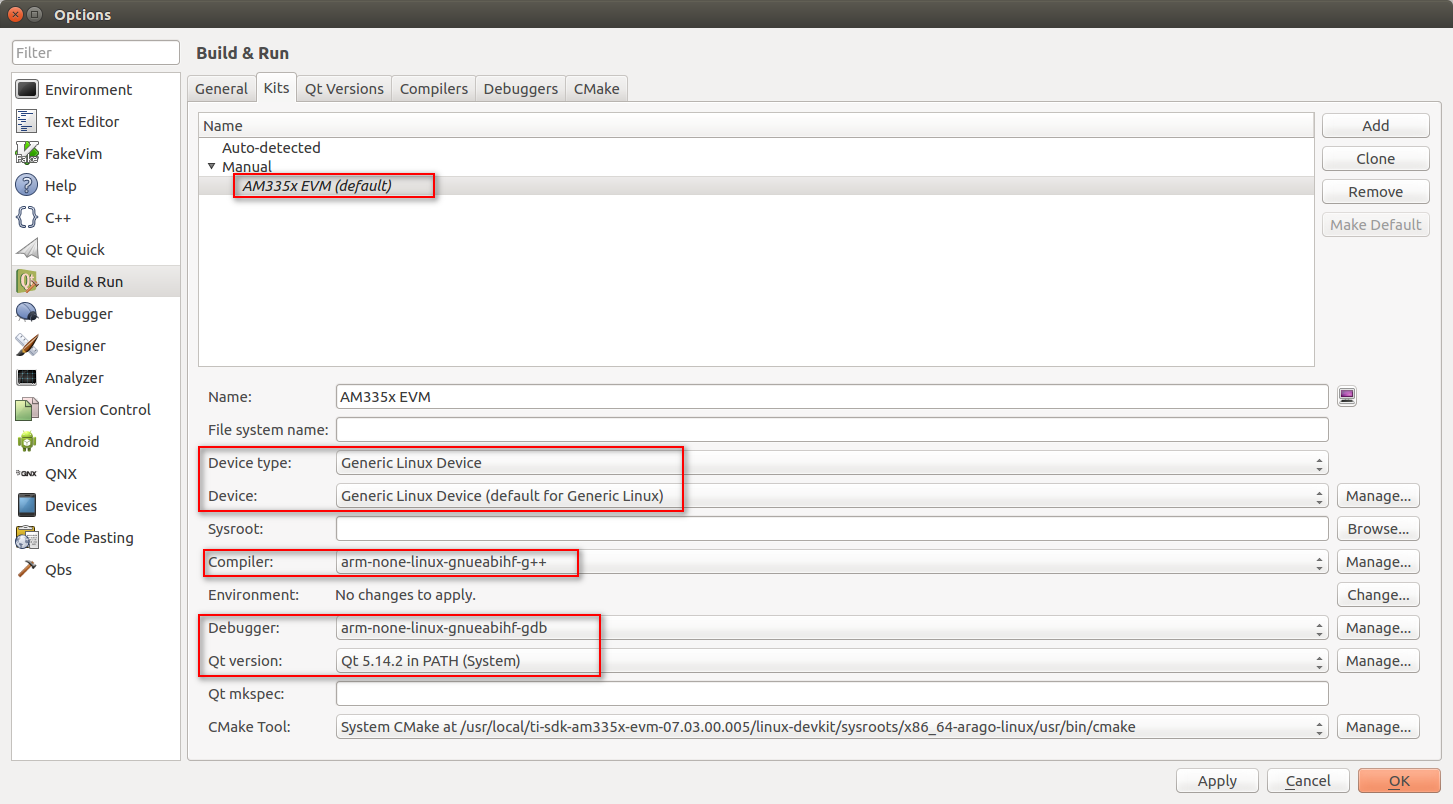 Options
Filter
Environment
Text Editor
FakeVim
Help
C++
Qt Quick
Build & Run
Debugger
Designer
Analyzer
Version Control
Android
QNX
Devices
Code Pasting
Qbs
Build & Run
General Kits Qt Versions Compilers Debuggers CMake
Name
Auto-detected
Manual
AM335x EVM (default)
Add
Clone
Remove
Make Default
Name: AM335x EVM
File system name:
Device type: Generic Linux Device
Device: Generic Linux Device (default for Generic Linux) Manage...
Sysroot: Browse...
Compiler: arm-none-linux-gnueabihf-g++ Manage...
Environment: No changes to apply. Change...
Debugger: arm-none-linux-gnueabihf-gdb Manage...
Qt version: Qt 5.14.2 in PATH (System) Manage...
Qt mkspec:
CMake Tool: System CMake at /usr/local/ti-sdk-am335x-evm-07.03.00.005/linux-devkit/sysroots/x86_64-arago-linux/usr/bin/cmake Manage...
Apply Cancel OK